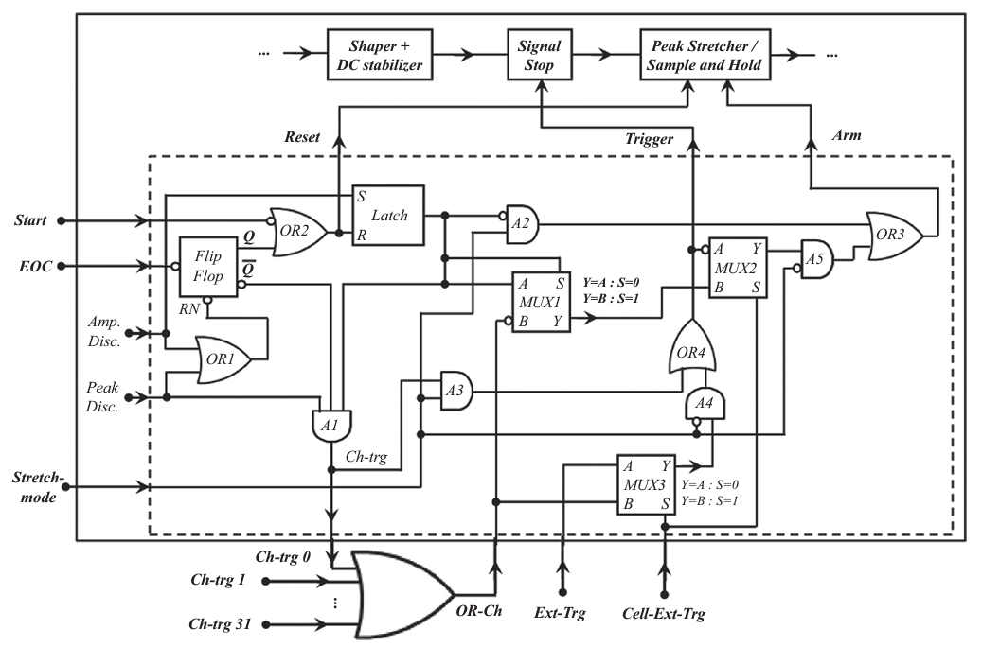 ...
Shaper +
DC stabilizer
Signal
Stop
Peak Stretcher /
Sample and Hold
...
Reset
Trigger
Arm
Start
EOC
Amp.
Disc.
Peak
Disc.
Stretch-
mode
S
Latch
R
OR2
Q
Q̅
Flip
Flop
RN
OR1
A1
Ch-trg
A2
A S
MUX1
B Y
Y=A : S=0
Y=B : S=1
A3
A Y
MUX2
B S
A5
OR3
OR4
A4
A Y
MUX3
B S
Y=A : S=0
Y=B : S=1
Ch-trg 0
Ch-trg 1
⋮
Ch-trg 31
OR-Ch
Ext-Trg
Cell-Ext-Trg